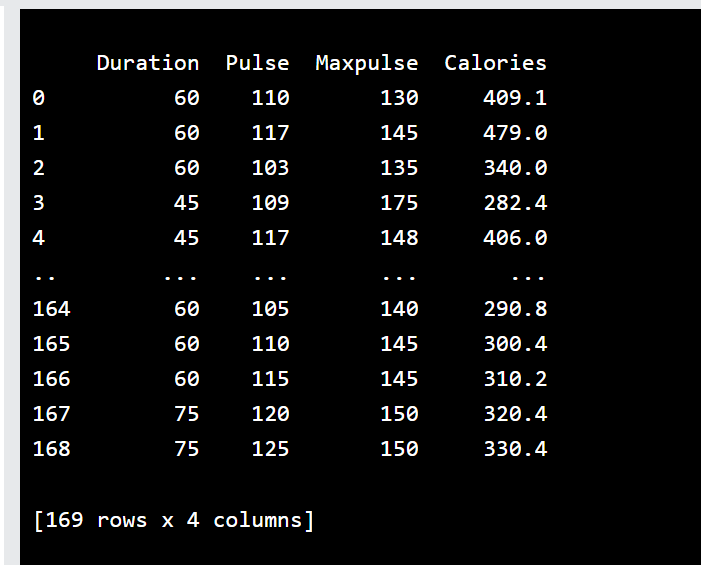 Duration Pulse Maxpulse Calories
0 60 110 130 409.1
1 60 117 145 479.0
2 60 103 135 340.0
3 45 109 175 282.4
4 45 117 148 406.0
.. ... ... ... ...
164 60 105 140 290.8
165 60 110 145 300.4
166 60 115 145 310.2
167 75 120 150 320.4
168 75 125 150 330.4
[169 rows x 4 columns]